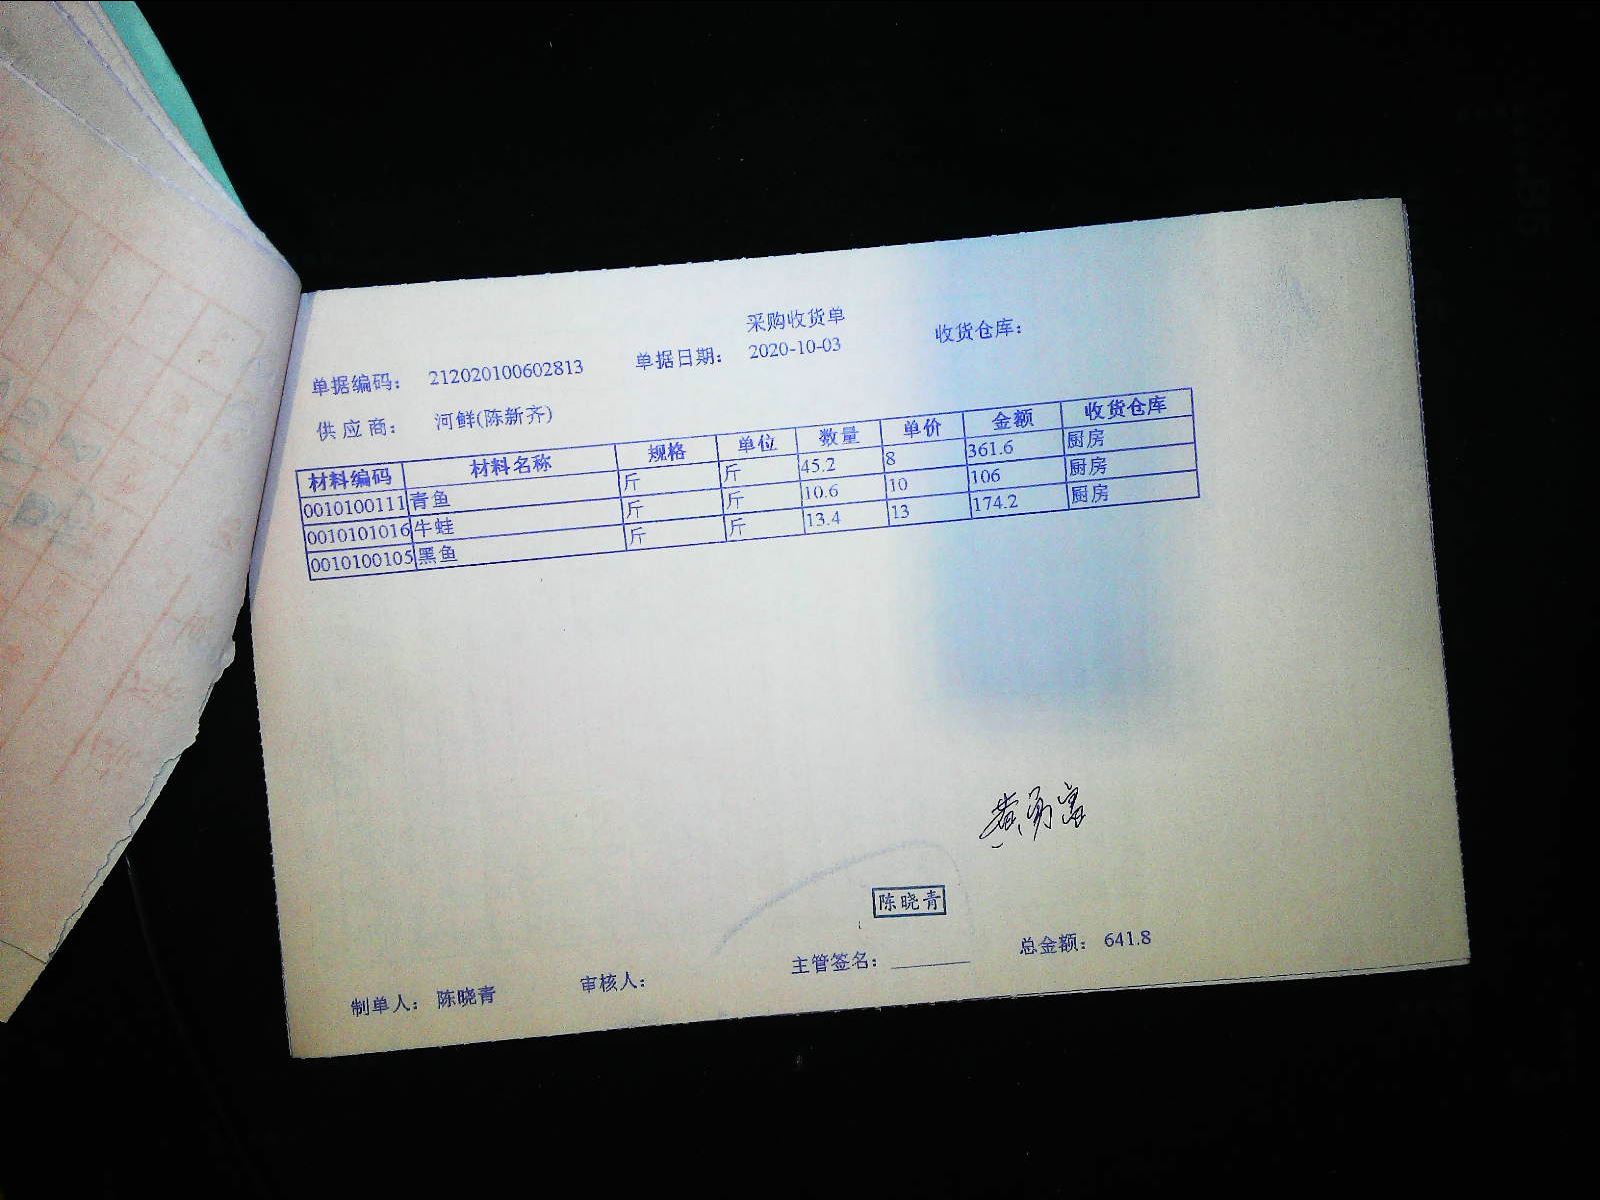 采购收货单
单据编码： 212020100602813 单据日期： 2020-10-03 收货仓库：
供应商： 河鲜(陈新齐)
材料编码 材料名称 规格 单位 数量 单价 金额 收货仓库
0010100111 青鱼 斤 斤 45.2 8 361.6 厨房
0010101016 牛蛙 斤 斤 10.6 10 106 厨房
0010100105 黑鱼 斤 斤 13.4 13 174.2 厨房
黄勇富
陈晓青
制单人： 陈晓青 审核人： 主管签名： 总金额： 641.8